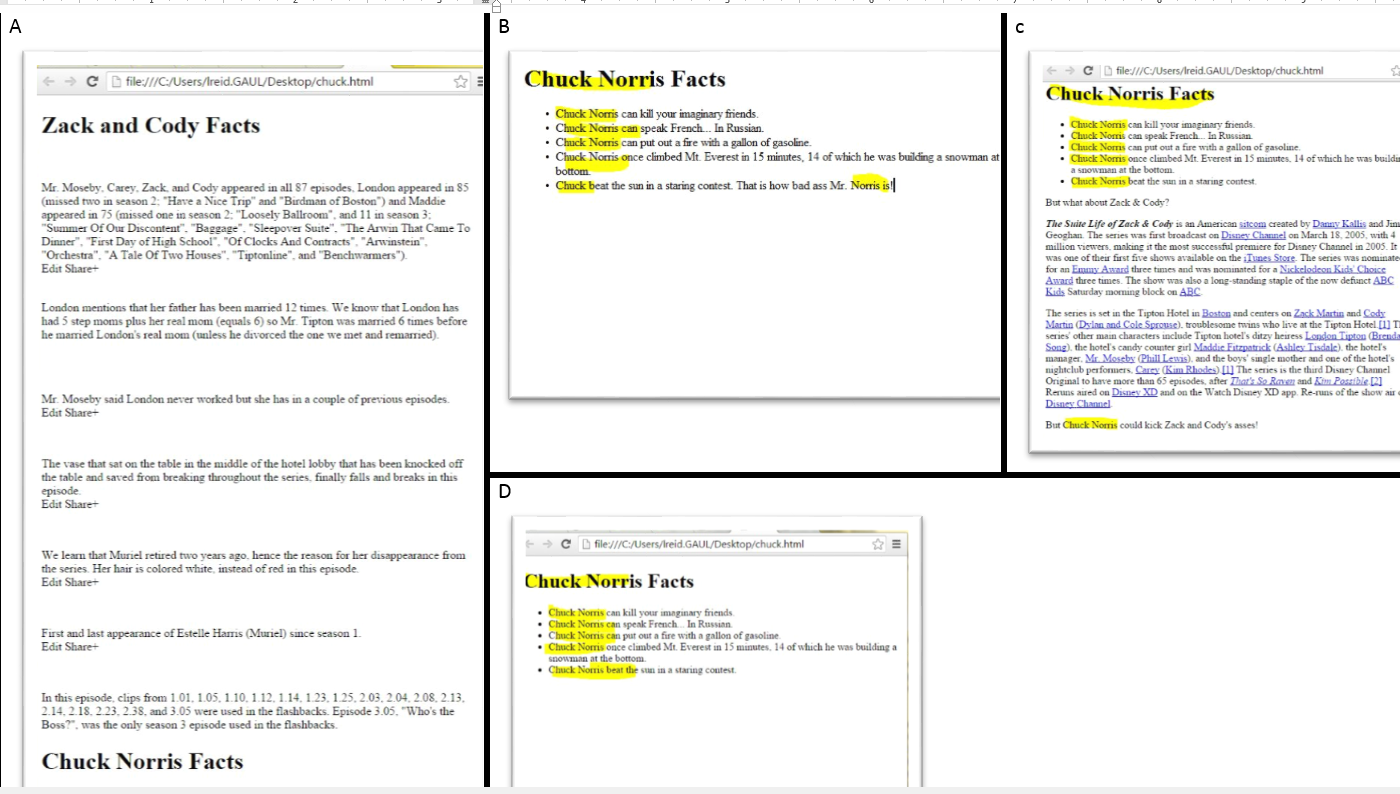 A
file:///C:/Users/lreid.GAUL/Desktop/chuck.html
Zack and Cody Facts
Mr. Moseby, Carey, Zack, and Cody appeared in all 87 episodes, London appeared in 85
(missed two in season 2; "Have a Nice Trip" and "Birdman of Boston") and Maddie
appeared in 75 (missed one in season 2; "Loosely Ballroom", and 11 in season 3;
"Summer Of Our Discontent", "Baggage", "Sleepover Suite", "The Arwin That Came To
Dinner", "First Day of High School", "Of Clocks And Contracts", "Arwinstein",
"Orchestra", "A Tale Of Two Houses", "Tiptonline", and "Benchwarmers").
Edit Share+
London mentions that her father has been married 12 times. We know that London has
had 5 step moms plus her real mom (equals 6) so Mr. Tipton was married 6 times before
he married London's real mom (unless he divorced the one we met and remarried).
Mr. Moseby said London never worked but she has in a couple of previous episodes.
Edit Share+
The vase that sat on the table in the middle of the hotel lobby that has been knocked off
the table and saved from breaking throughout the series, finally falls and breaks in this
episode.
Edit Share+
We learn that Muriel retired two years ago, hence the reason for her disappearance from
the series. Her hair is colored white, instead of red in this episode.
Edit Share+
First and last appearance of Estelle Harris (Muriel) since season 1.
Edit Share+
In this episode, clips from 1.01, 1.05, 1.10, 1.12, 1.14, 1.23, 1.25, 2.03, 2.04, 2.08, 2.13,
2.14, 2.18, 2.23, 2.38, and 3.05 were used in the flashbacks. Episode 3.05, "Who's the
Boss?", was the only season 3 episode used in the flashbacks.
Chuck Norris Facts
B
Chuck Norris Facts
• Chuck Norris can kill your imaginary friends.
• Chuck Norris can speak French... In Russian.
• Chuck Norris can put out a fire with a gallon of gasoline.
• Chuck Norris once climbed Mt. Everest in 15 minutes, 14 of which he was building a snowman at
bottom.
• Chuck beat the sun in a staring contest. That is how bad ass Mr. Norris is!
c
file:///C:/Users/lreid.GAUL/Desktop/chuck.html
Chuck Norris Facts
• Chuck Norris can kill your imaginary friends.
• Chuck Norris can speak French... In Russian.
• Chuck Norris can put out a fire with a gallon of gasoline.
• Chuck Norris once climbed Mt. Everest in 15 minutes, 14 of which he was buildi
a snowman at the bottom.
• Chuck Norris beat the sun in a staring contest.
But what about Zack & Cody?
The Suite Life of Zack & Cody is an American sitcom created by Danny Kallis and Jim
Geoghan. The series was first broadcast on Disney Channel on March 18, 2005, with 4
million viewers, making it the most successful premiere for Disney Channel in 2005. It
was one of their first five shows available on the iTunes Store. The series was nominate
for an Emmy Award three times and was nominated for a Nickelodeon Kids' Choice
Award three times. The show was also a long-standing staple of the now defunct ABC
Kids Saturday morning block on ABC.
The series is set in the Tipton Hotel in Boston and centers on Zack Martin and Cody
Martin (Dylan and Cole Sprouse), troublesome twins who live at the Tipton Hotel.[1] T
series' other main characters include Tipton hotel's ditzy heiress London Tipton (Brenda
Song), the hotel's candy counter girl Maddie Fitzpatrick (Ashley Tisdale), the hotel's
manager, Mr. Moseby (Phill Lewis), and the boys' single mother and one of the hotel's
nightclub performers, Carey (Kim Rhodes).[1] The series is the third Disney Channel
Original to have more than 65 episodes, after That's So Raven and Kim Possible.[2]
Reruns aired on Disney XD and on the Watch Disney XD app. Re-runs of the show air
Disney Channel.
But Chuck Norris could kick Zack and Cody's asses!
D
file:///C:/Users/lreid.GAUL/Desktop/chuck.html
Chuck Norris Facts
• Chuck Norris can kill your imaginary friends.
• Chuck Norris can speak French... In Russian.
• Chuck Norris can put out a fire with a gallon of gasoline.
• Chuck Norris once climbed Mt. Everest in 15 minutes, 14 of which he was building a
snowman at the bottom.
• Chuck Norris beat the sun in a staring contest.